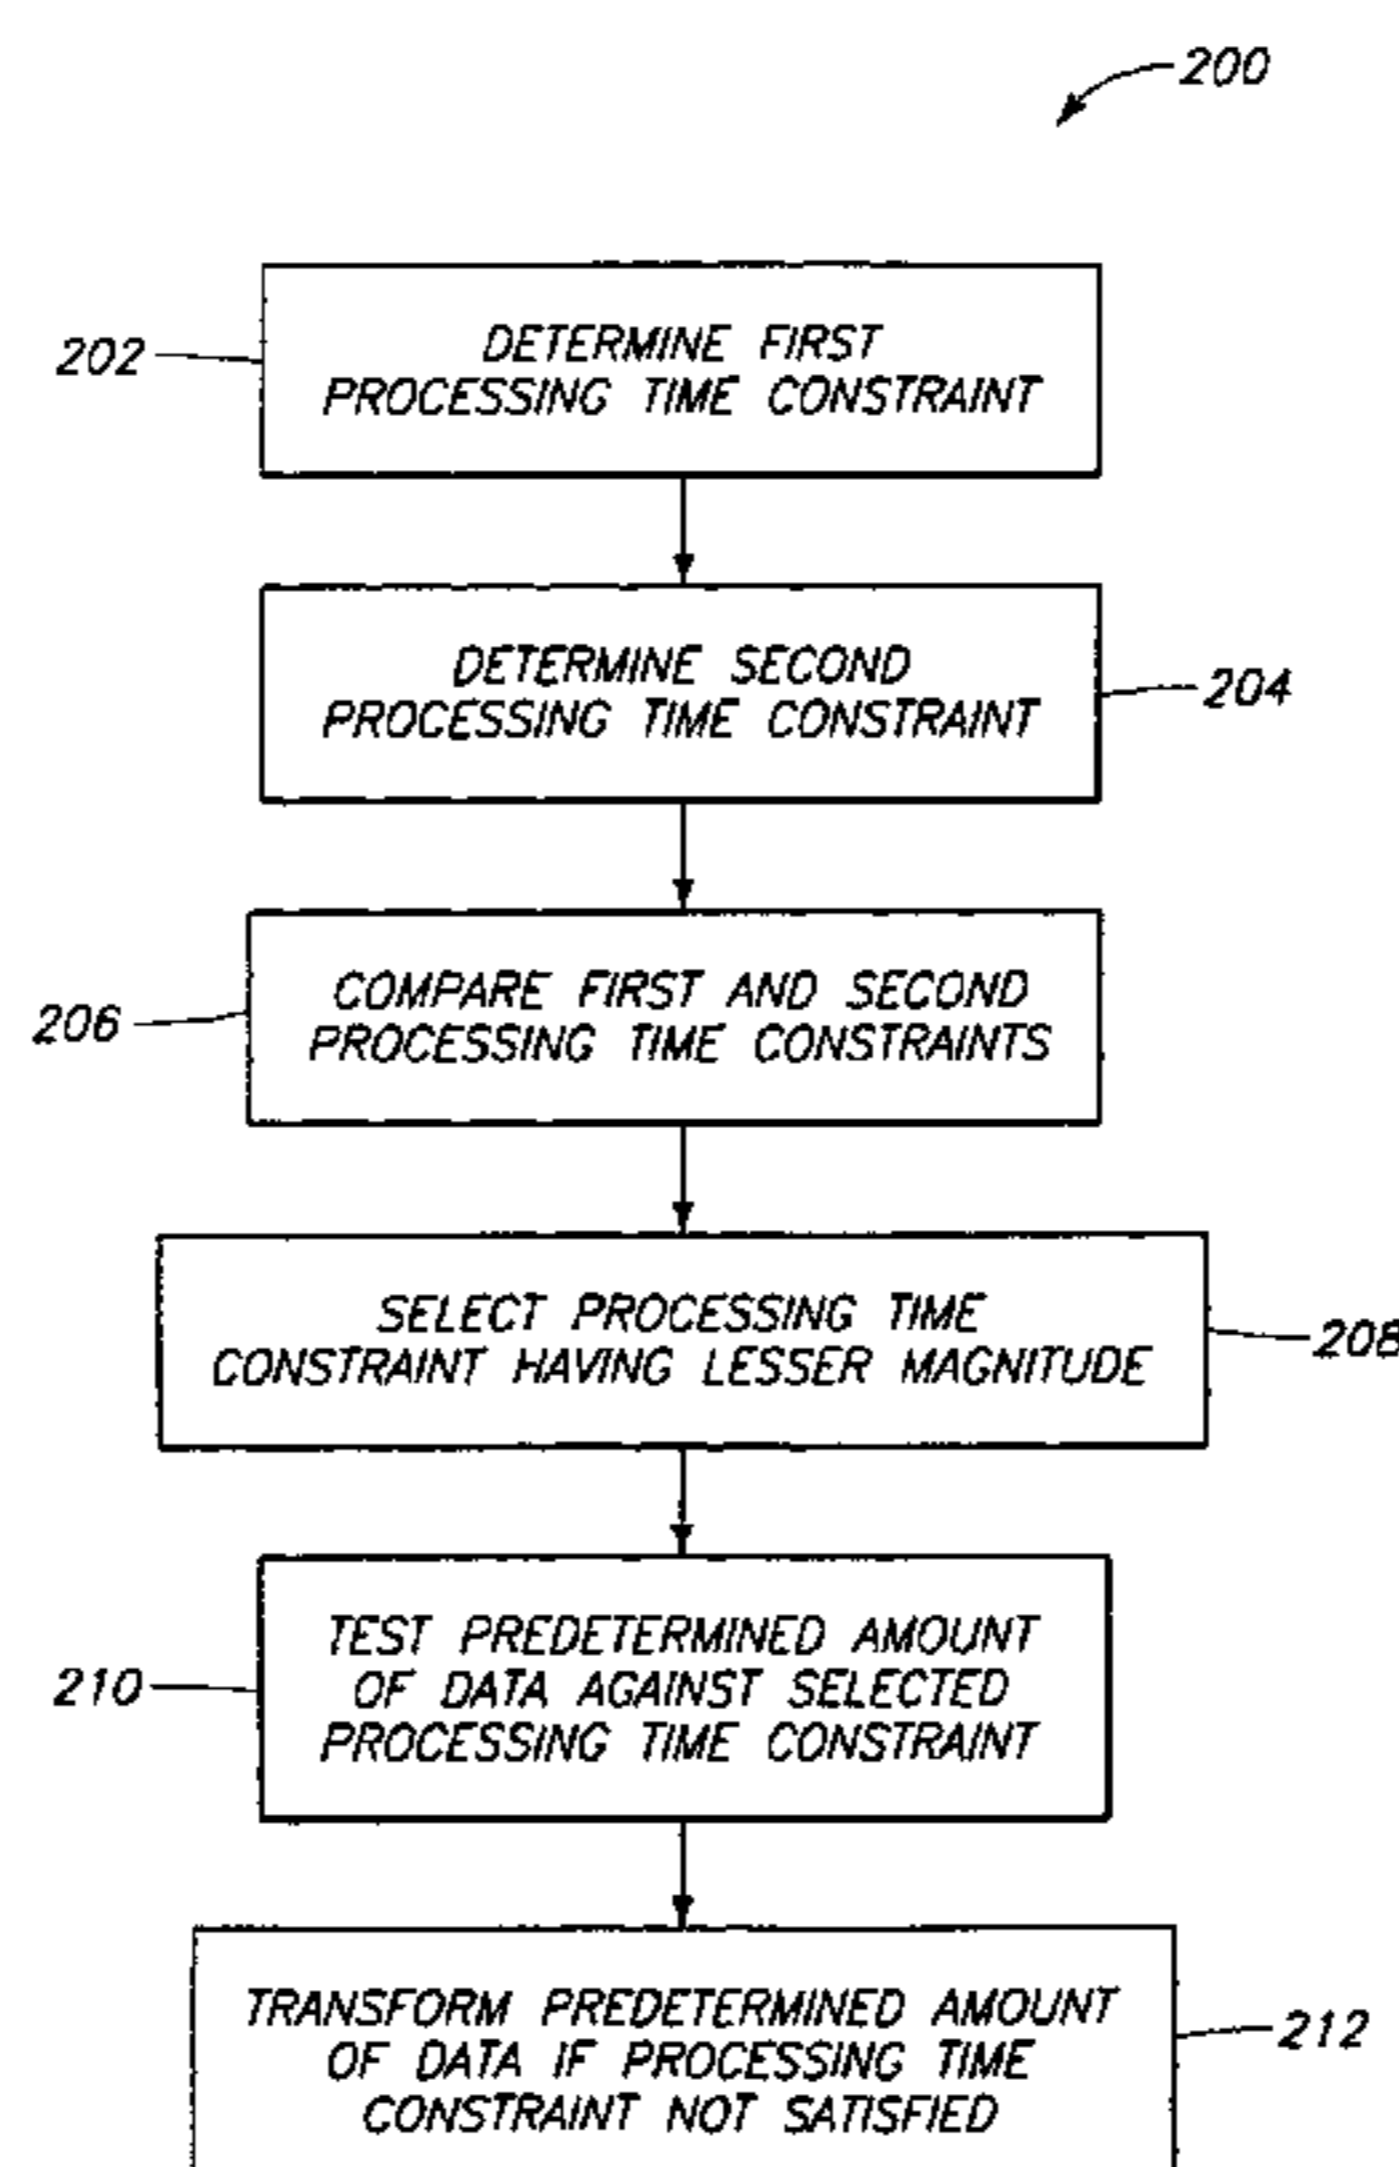 200
202
DETERMINE FIRST
PROCESSING TIME CONSTRAINT
DETERMINE SECOND
PROCESSING TIME CONSTRAINT
204
206
COMPARE FIRST AND SECOND
PROCESSING TIME CONSTRAINTS
SELECT PROCESSING TIME
CONSTRAINT HAVING LESSER MAGNITUDE
208
210
TEST PREDETERMINED AMOUNT
OF DATA AGAINST SELECTED
PROCESSING TIME CONSTRAINT
TRANSFORM PREDETERMINED AMOUNT
OF DATA IF PROCESSING TIME
CONSTRAINT NOT SATISFIED
212